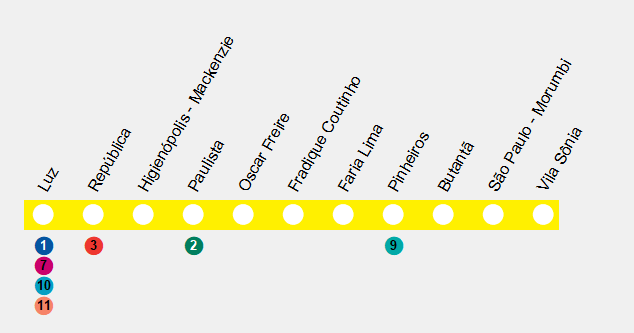 Luz
República
Higienópolis - Mackenzie
Paulista
Oscar Freire
Fradique Coutinho
Faria Lima
Pinheiros
Butantã
São Paulo - Morumbi
Vila Sônia
1
3
2
9
7
10
11